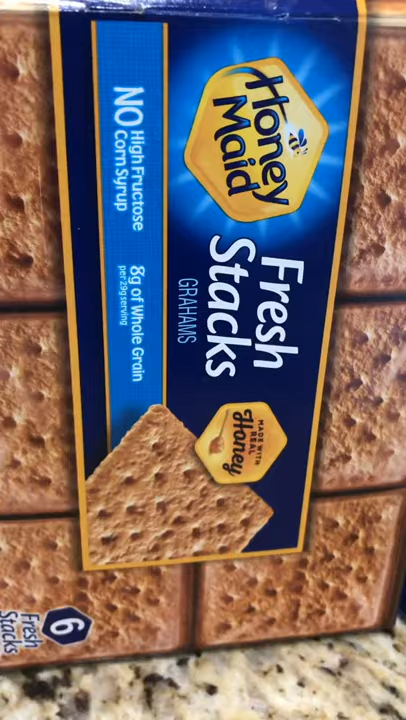 Honey
Maid
Fresh
Stacks
GRAHAMS
NO High Fructose
Corn Syrup
8g of Whole Grain
per 29g serving
MADE WITH
REAL
Honey
6
Fresh
Stacks